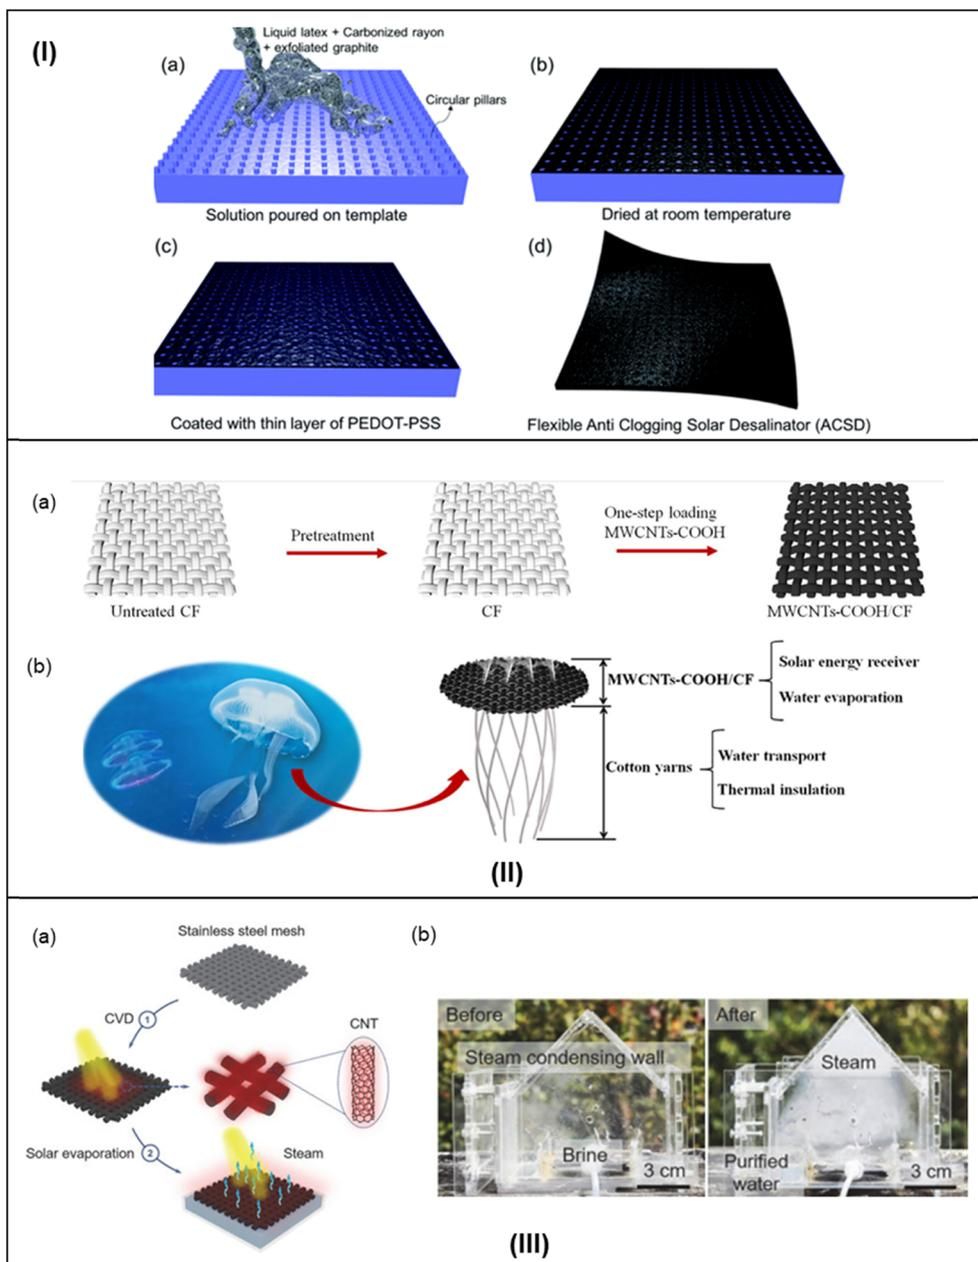 (I)
Liquid latex + Carbonized rayon
+ exfoliated graphite
(a)
Circular pillars
Solution poured on template
(b)
Dried at room temperature
(c)
Coated with thin layer of PEDOT-PSS
(d)
Flexible Anti Clogging Solar Desalinator (ACSD)
(a)
Untreated CF
Pretreatment
CF
One-step loading
MWCNTs-COOH
MWCNTs-COOH/CF
(b)
MWCNTs-COOH/CF
Solar energy receiver
Water evaporation
Cotton yarns
Water transport
Thermal insulation
(II)
(a)
Stainless steel mesh
CVD
1
CNT
Solar evaporation
2
Steam
(b)
Before
Steam condensing wall
Brine
3 cm
After
Steam
Purified
water
3 cm
(III)